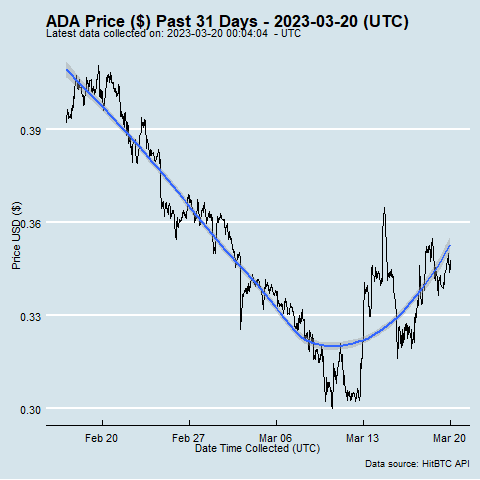 ADA Price ($) Past 31 Days - 2023-03-20 (UTC)
Latest data collected on: 2023-03-20 00:04:04 - UTC
Price USD ($)
0.39
0.36
0.33
0.30
Feb 20 Feb 27 Mar 06 Mar 13 Mar 20
Date Time Collected (UTC)
Data source: HitBTC API